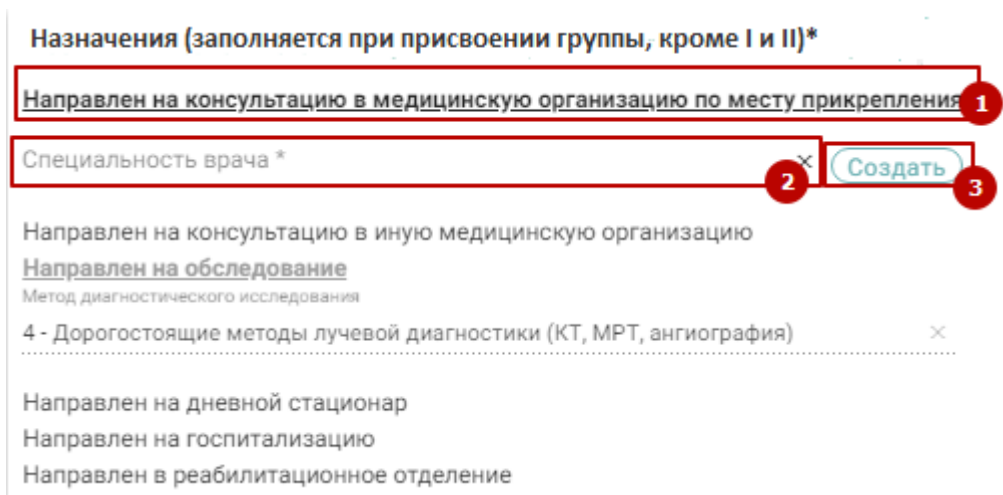 Назначения (заполняется при присвоении группы, кроме I и II)*
Направлен на консультацию в медицинскую организацию по месту прикрепления
1
Специальность врача *
×
2
Создать
3
Направлен на консультацию в иную медицинскую организацию
Направлен на обследование
Метод диагностического исследования
4 - Дорогостоящие методы лучевой диагностики (КТ, МРТ, ангиография) ×
Направлен на дневной стационар
Направлен на госпитализацию
Направлен в реабилитационное отделение